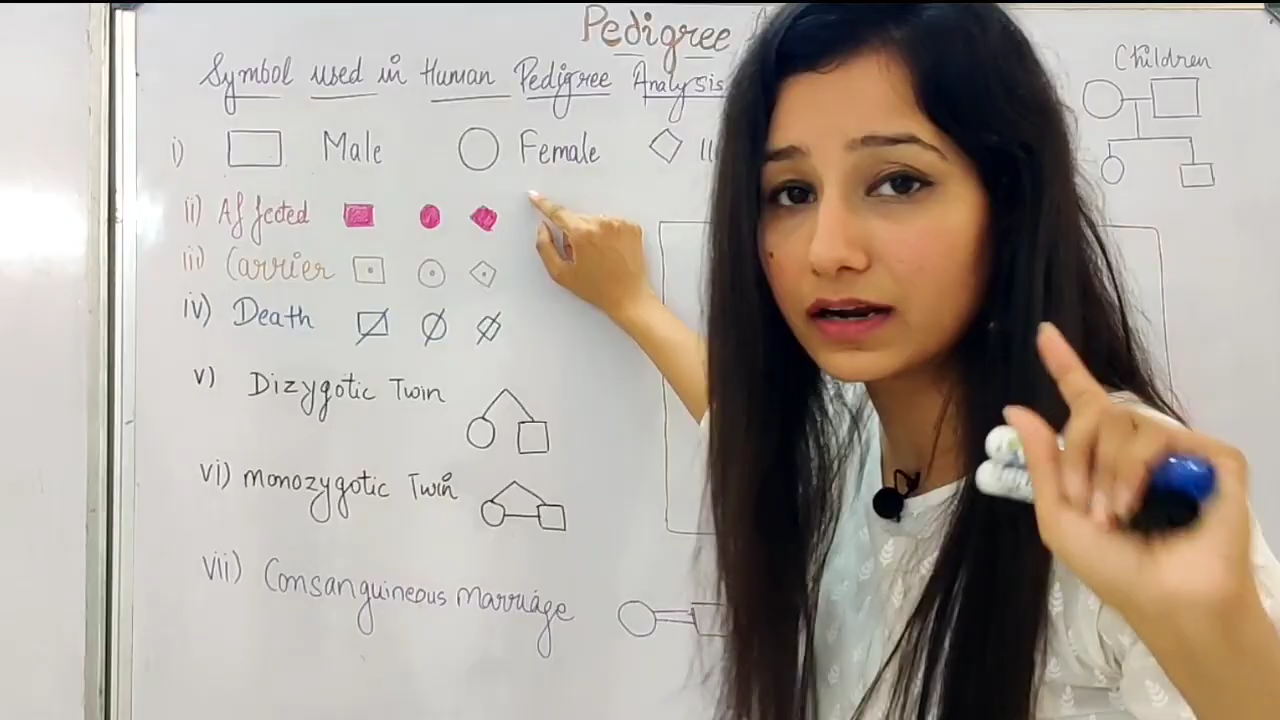 Pedigree
Symbol used in Human Pedigree Analysis
Children
i) Male Female
ii) Affected
iii) Carrier
iv) Death
v) Dizygotic Twin
vi) Monozygotic Twin
vii) Consanguineous Marriage